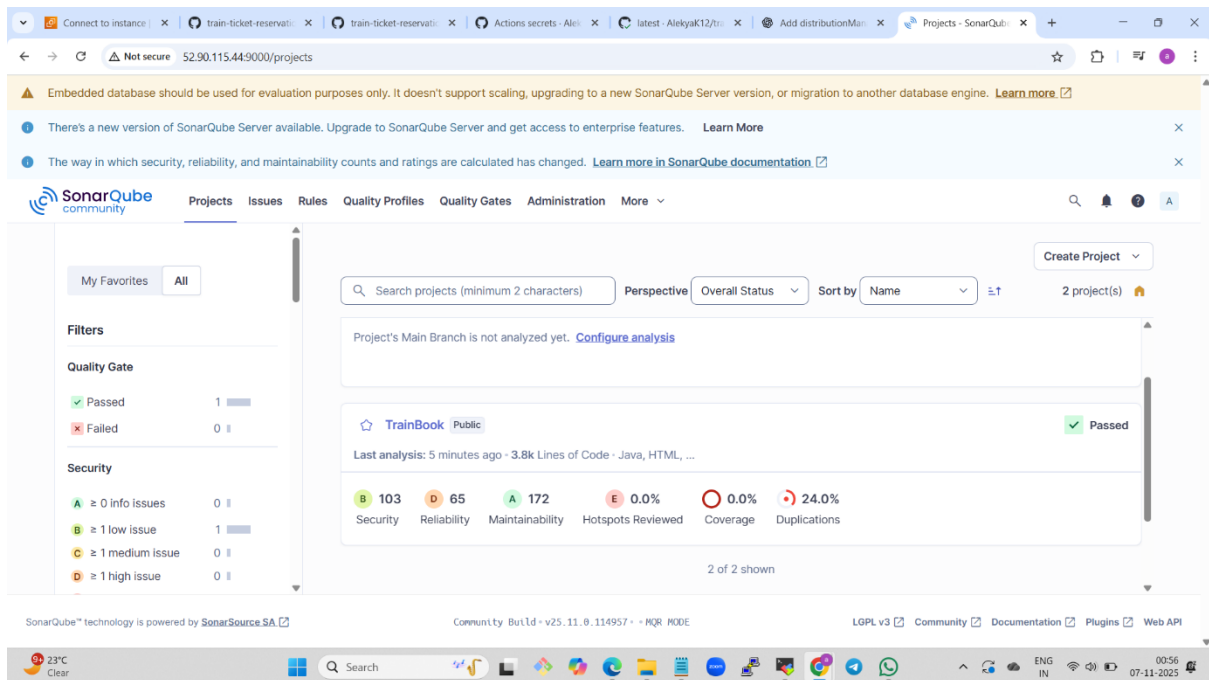 Connect to instance |
train-ticket-reservatio
train-ticket-reservatio
Actions secrets · Alek
latest · AlekyaK12/tra
Add distributionMan
Projects - SonarQube
Not secure 52.90.115.44:9000/projects
a
Embedded database should be used for evaluation purposes only. It doesn't support scaling, upgrading to a new SonarQube Server version, or migration to another database engine. Learn more
There's a new version of SonarQube Server available. Upgrade to SonarQube Server and get access to enterprise features. Learn More
The way in which security, reliability, and maintainability counts and ratings are calculated has changed. Learn more in SonarQube documentation
SonarQube
community
Projects Issues Rules Quality Profiles Quality Gates Administration More
A
My Favorites All
Create Project
Search projects (minimum 2 characters) Perspective Overall Status Sort by Name 2 project(s)
Filters
Quality Gate
Passed 1
Failed 0
Security
A ≥ 0 info issues 0
B ≥ 1 low issue 1
C ≥ 1 medium issue 0
D ≥ 1 high issue 0
Project's Main Branch is not analyzed yet. Configure analysis
TrainBook Public Passed
Last analysis: 5 minutes ago · 3.8k Lines of Code · Java, HTML, ...
B 103 D 65 A 172 E 0.0% 0.0% 24.0%
Security Reliability Maintainability Hotspots Reviewed Coverage Duplications
2 of 2 shown
SonarQube™ technology is powered by SonarSource SA Community Build · v25.11.0.114957 · · MQR MODE LGPL v3 Community Documentation Plugins Web API
9+ 23°C
Clear
Search
zoom
ENG
IN
00:56
07-11-2025